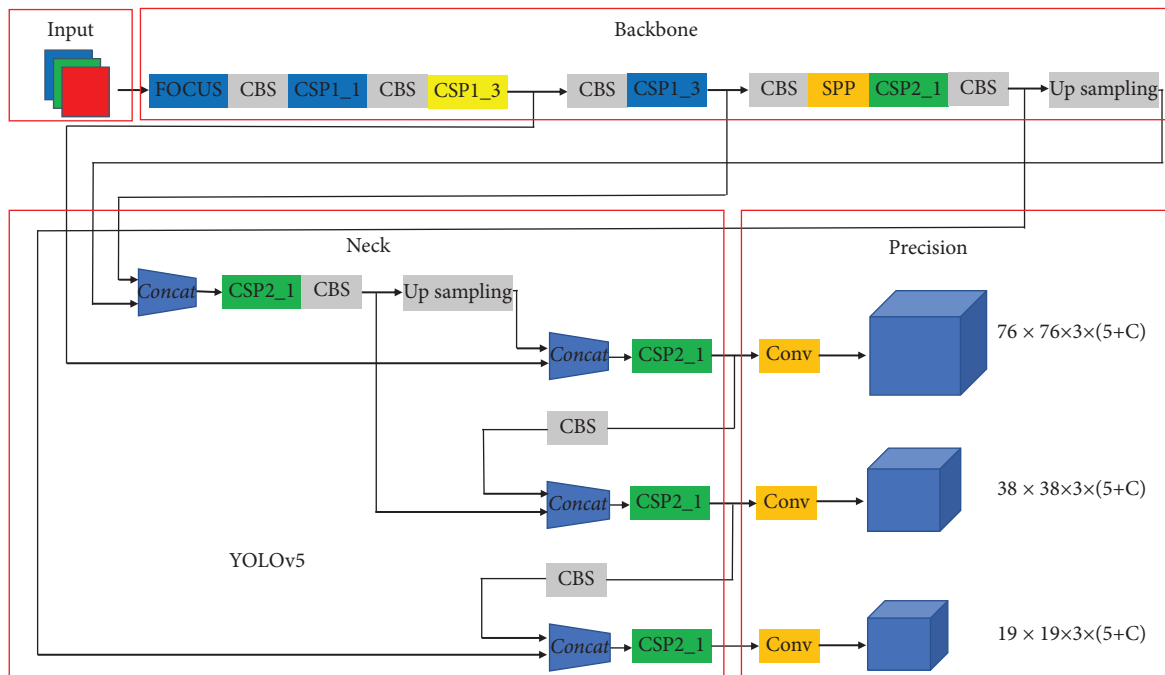 Input
Backbone
FOCUS CBS CSP1_1 CBS CSP1_3 CBS CSP1_3 CBS SPP CSP2_1 CBS Up sampling
Neck
Precision
Concat CSP2_1 CBS Up sampling
76 × 76×3×(5+C)
Concat CSP2_1 Conv
CBS
38 × 38×3×(5+C)
Concat CSP2_1 Conv
YOLOv5
CBS
19 × 19×3×(5+C)
Concat CSP2_1 Conv